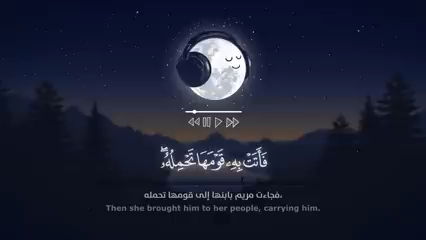 فَأَتَتْ بِهِۦ قَوْمَهَا تَحْمِلُهُۥۖ
فجاءت مريم بابنها إلى قومها تحمله،
Then she brought him to her people, carrying him.